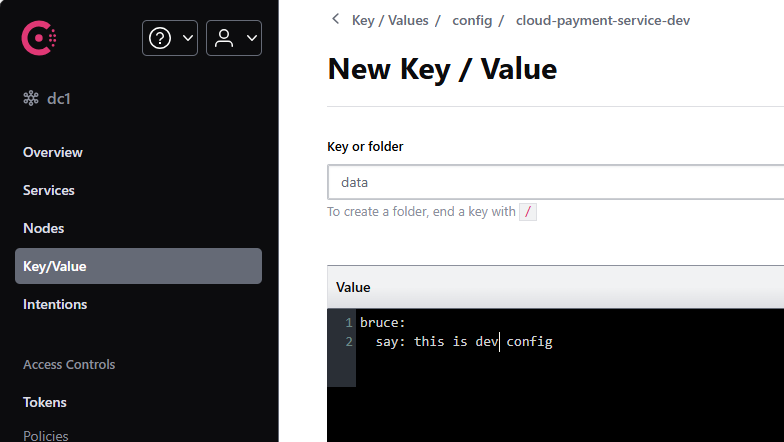 dc1
Overview
Services
Nodes
Key/Value
Intentions
Access Controls
Tokens
Policies
Key / Values / config / cloud-payment-service-dev
New Key / Value
Key or folder
data
To create a folder, end a key with /
Value
1 bruce:
2 say: this is dev config